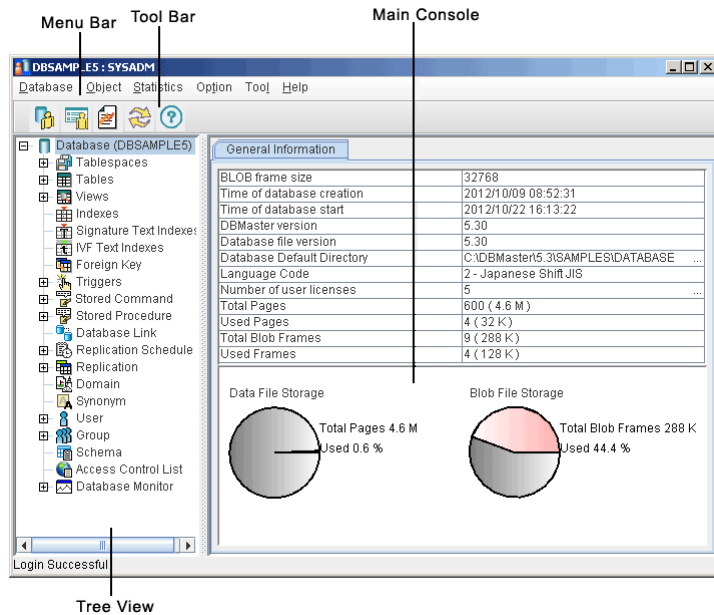 Menu Bar
Tool Bar
Main Console
DBSAMPLE5 : SYSADM
Database Object Statistics Option Tool Help
Database (DBSAMPLE5)
Tablespaces
Tables
Views
Indexes
Signature Text Indexes
IVF Text Indexes
Foreign Key
Triggers
Stored Command
Stored Procedure
Database Link
Replication Schedule
Replication
Domain
Synonym
User
Group
Schema
Access Control List
Database Monitor
General Information
BLOB frame size 32768
Time of database creation 2012/10/09 08:52:31
Time of database start 2012/10/22 16:13:22
DBMaster version 5.30
Database file version 5.30
Database Default Directory C:\DBMaster\5.3\SAMPLES\DATABASE ...
Language Code 2 - Japanese Shift JIS
Number of user licenses 5 ...
Total Pages 600 ( 4.6 M )
Used Pages 4 ( 32 K )
Total Blob Frames 9 ( 288 K )
Used Frames 4 ( 128 K )
Data File Storage
Total Pages 4.6 M
Used 0.6 %
Blob File Storage
Total Blob Frames 288 K
Used 44.4 %
Login Successful
Tree View